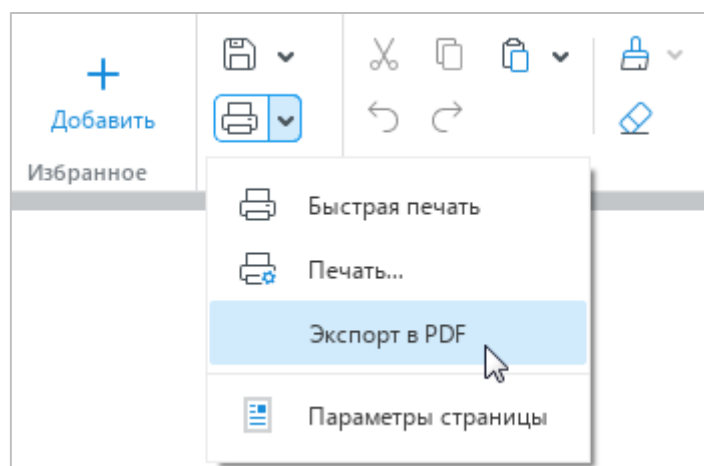 Добавить
Избранное
Быстрая печать
Печать...
Экспорт в PDF
Параметры страницы